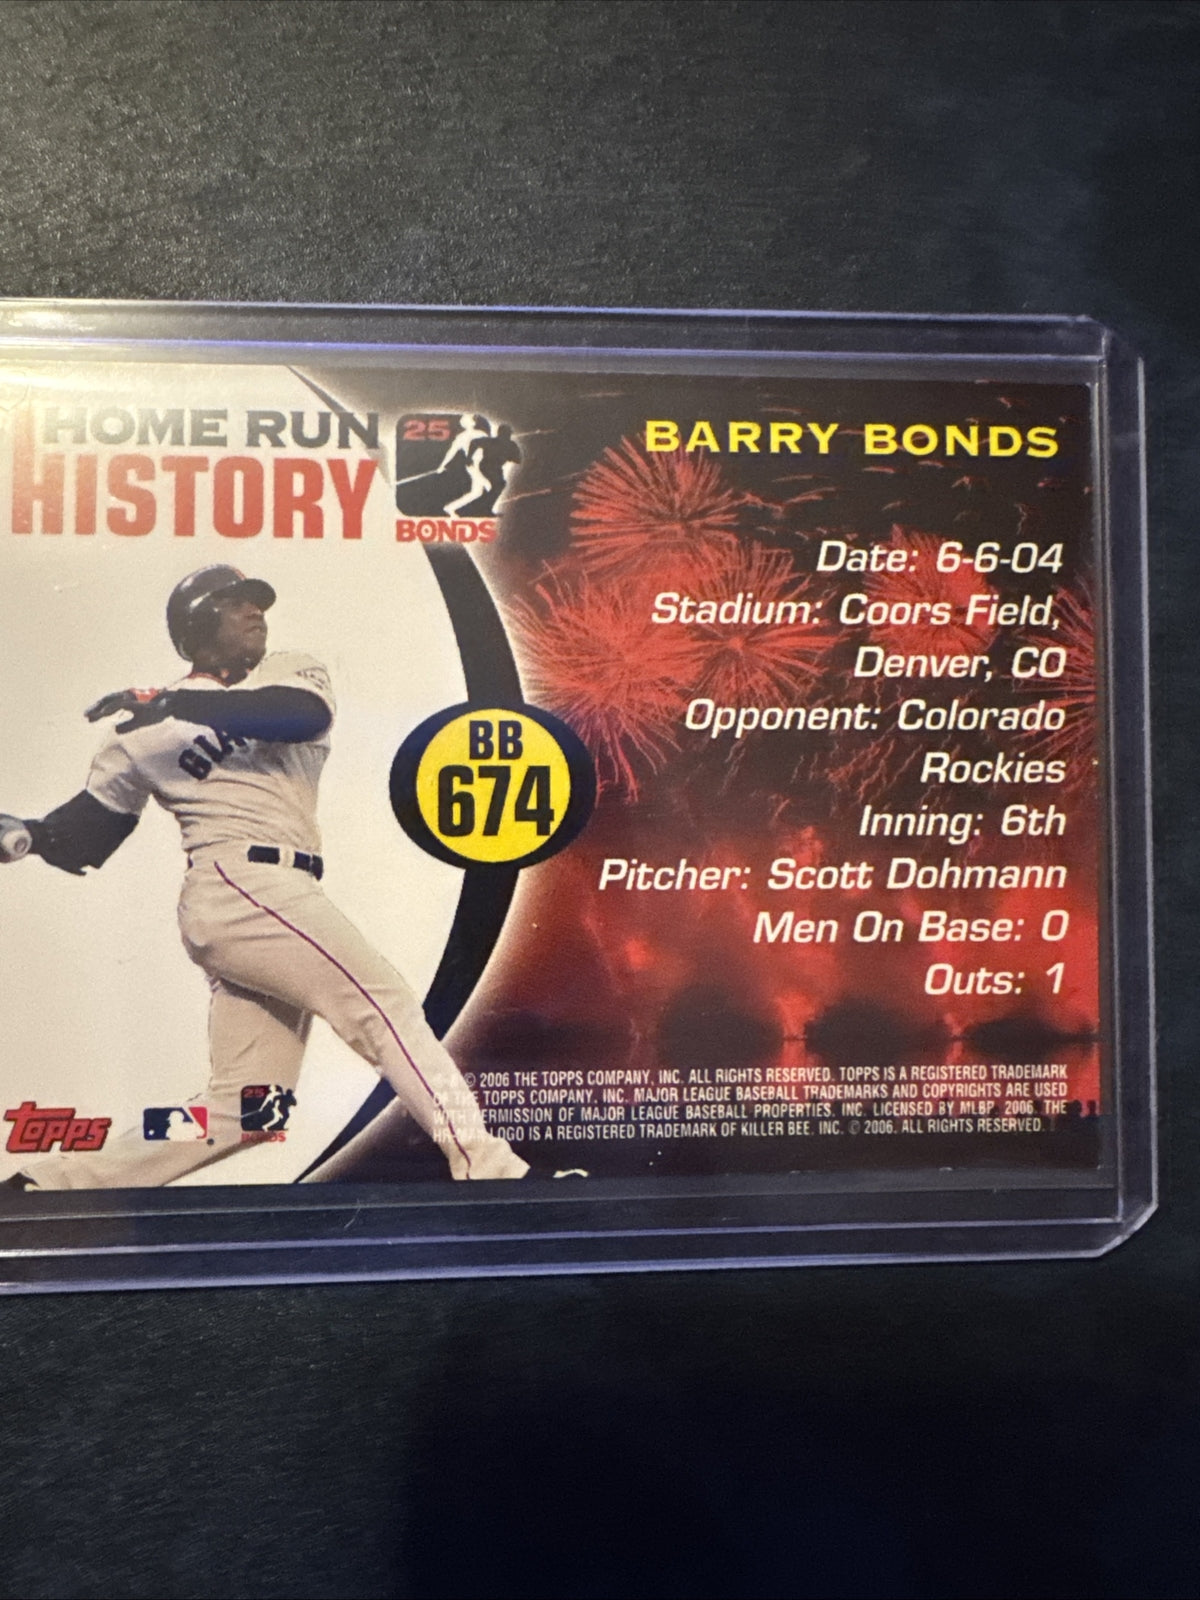 HOME RUN
HISTORY
25
BONDS
BARRY BONDS
Date: 6-6-04
Stadium: Coors Field,
Denver, CO
Opponent: Colorado
Rockies
Inning: 6th
Pitcher: Scott Dohmann
Men On Base: 0
Outs: 1
BB
674
GIA
© 2006 THE TOPPS COMPANY, INC. ALL RIGHTS RESERVED. TOPPS IS A REGISTERED TRADEMARK
OF THE TOPPS COMPANY, INC. MAJOR LEAGUE BASEBALL TRADEMARKS AND COPYRIGHTS ARE USED
WITH PERMISSION OF MAJOR LEAGUE BASEBALL PROPERTIES, INC. LICENSED BY MLBP 2006. THE
HR-MAN LOGO IS A REGISTERED TRADEMARK OF KILLER BEE, INC. © 2006. ALL RIGHTS RESERVED.
Topps
25
BONDS